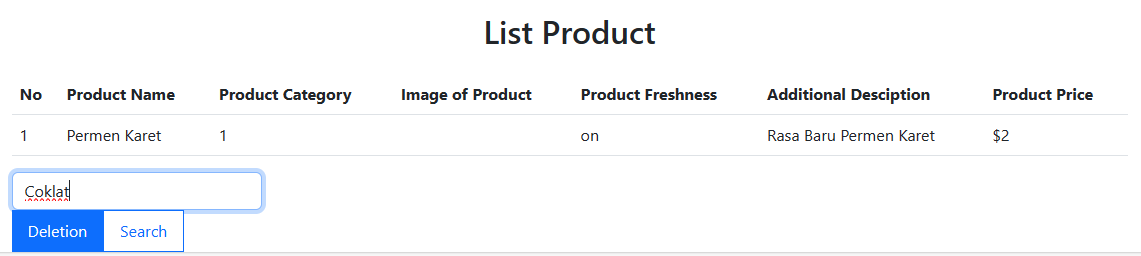 List Product
No Product Name Product Category Image of Product Product Freshness Additional Desciption Product Price
1 Permen Karet 1 on Rasa Baru Permen Karet $2
Coklat
Deletion Search